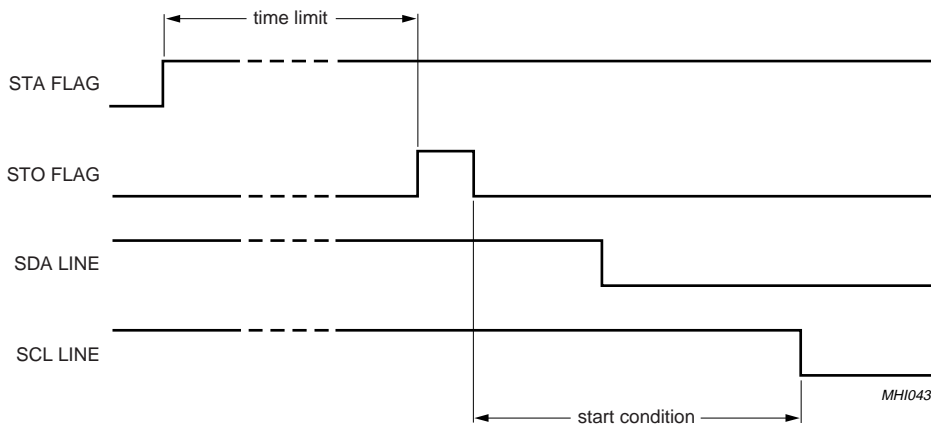 time limit
STA FLAG
STO FLAG
SDA LINE
SCL LINE
MHI043
start condition